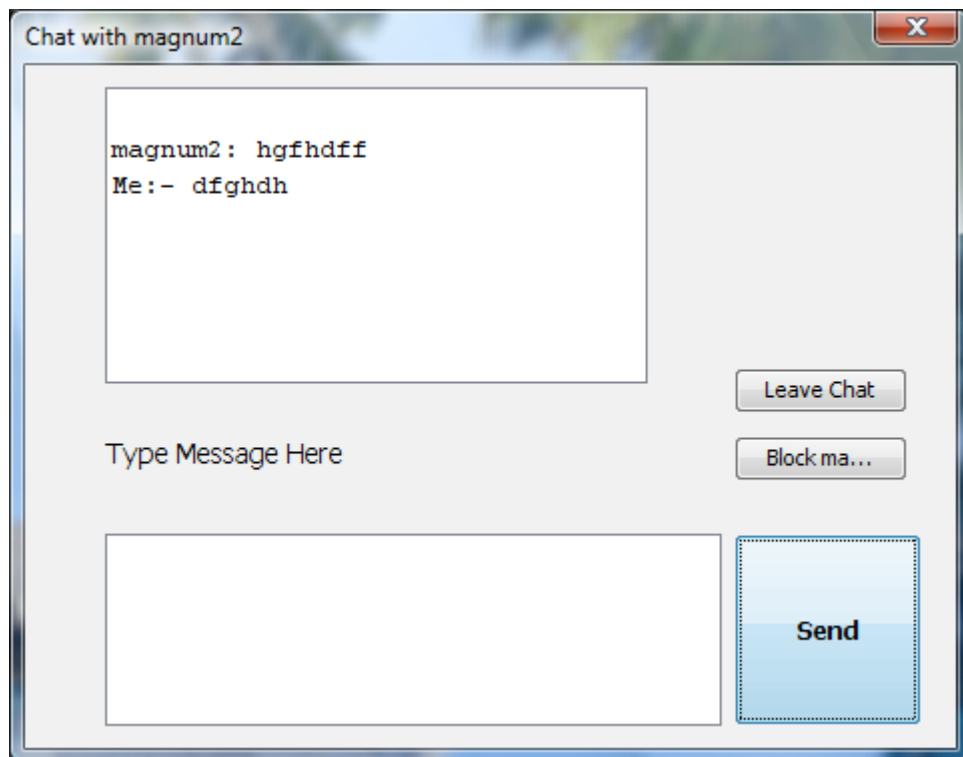 Chat with magnum2
magnum2: hgfhdff
Me:- dfghdh
Leave Chat
Type Message Here
Block ma...
Send